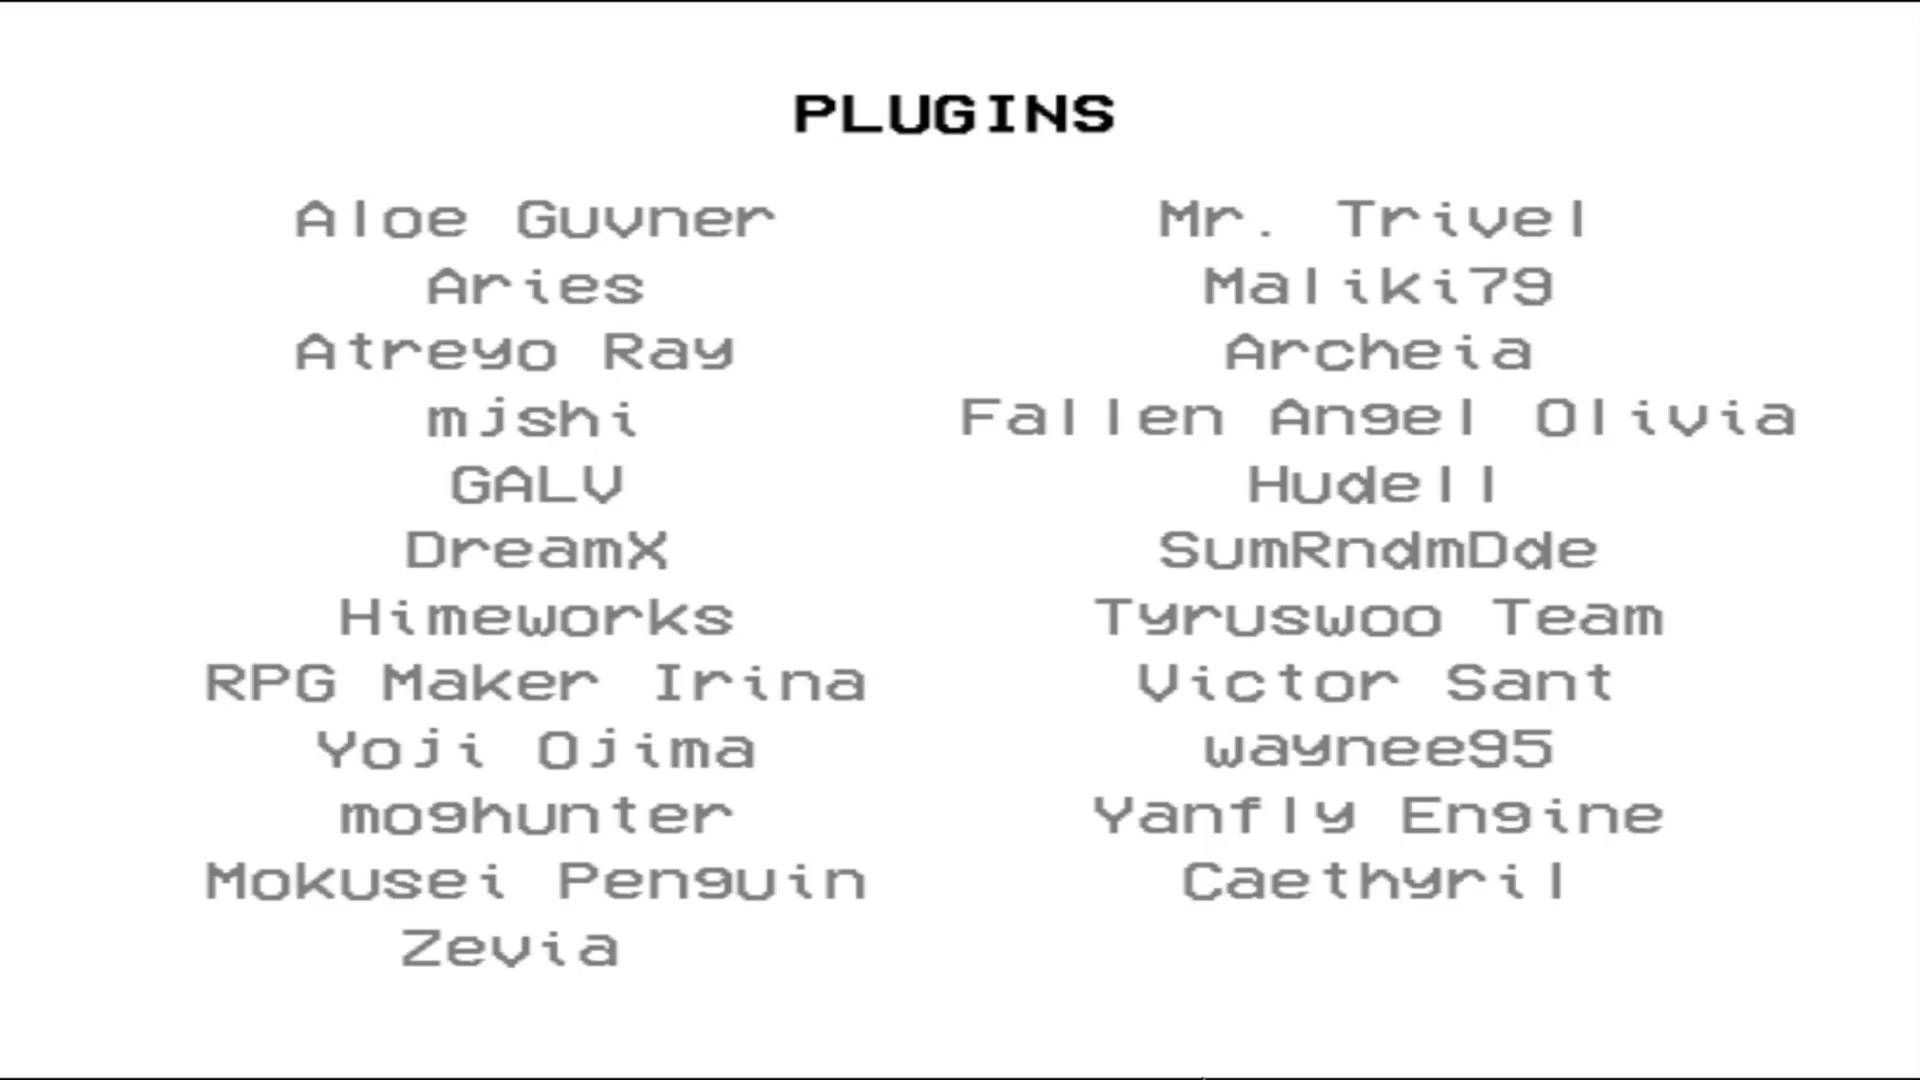 PLUGINS
Aloe Guvner
Aries
Atreyo Ray
mjshi
GALV
DreamX
Himeworks
RPG Maker Irina
Yoji Ojima
moghunter
Mokusei Penguin
Zevia
Mr. Trivel
Maliki79
Archeia
Fallen Angel Olivia
Hudell
SumRndmDde
Tyruswoo Team
Victor Sant
waynee95
Yanfly Engine
Caethyril